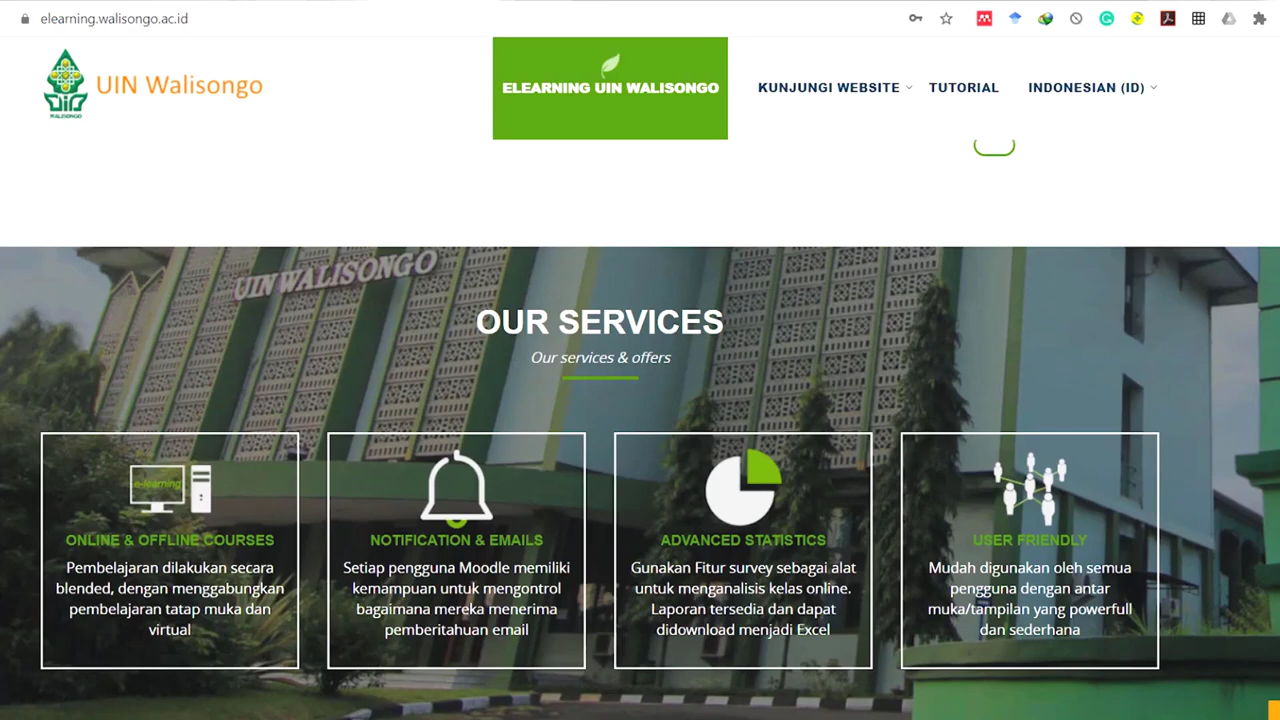 elearning.walisongo.ac.id
WALISONGO
UIN Walisongo
ELEARNING UIN WALISONGO
KUNJUNGI WEBSITE
TUTORIAL
INDONESIAN (ID)
UIN WALISONGO
OUR SERVICES
Our services & offers
e-learning
ONLINE & OFFLINE COURSES
Pembelajaran dilakukan secara
blended, dengan menggabungkan
pembelajaran tatap muka dan
virtual
NOTIFICATION & EMAILS
Setiap pengguna Moodle memiliki
kemampuan untuk mengontrol
bagaimana mereka menerima
pemberitahuan email
ADVANCED STATISTICS
Gunakan Fitur survey sebagai alat
untuk menganalisis kelas online.
Laporan tersedia dan dapat
didownload menjadi Excel
USER FRIENDLY
Mudah digunakan oleh semua
pengguna dengan antar
muka/tampilan yang powerfull
dan sederhana